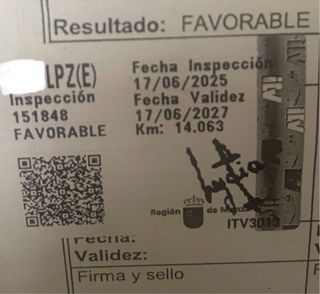 Resultado: FAVORABLE
LPZ(E)
Fecha Inspección
17/06/2025
Inspección
Fecha Validez
151848
17/06/2027
FAVORABLE
Km: 14.063
Región de Murcia
ITV3013
Fecha:
Validez:
Firma y sello